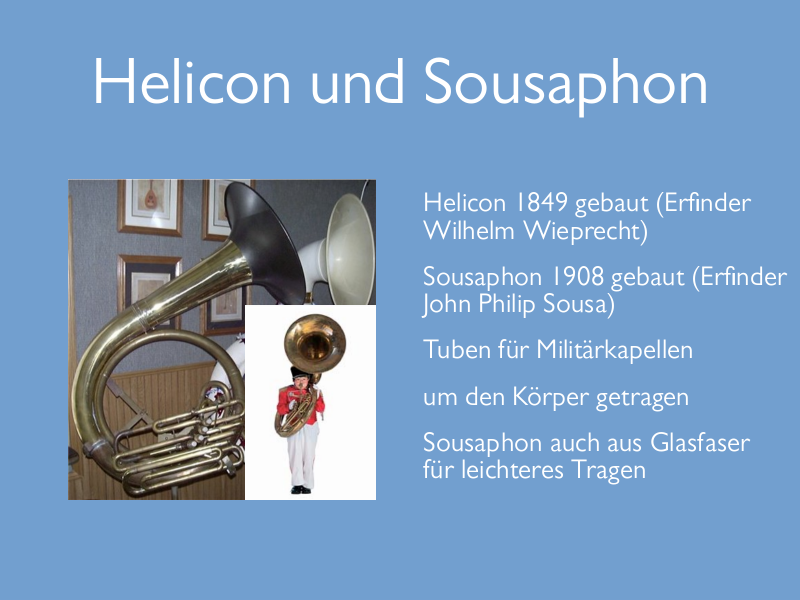 Helicon und Sousaphon
Helicon 1849 gebaut (Erfinder
Wilhelm Wieprecht)
Sousaphon 1908 gebaut (Erfinder
John Philip Sousa)
Tuben für Militärkapellen
um den Körper getragen
Sousaphon auch aus Glasfaser
für leichteres Tragen